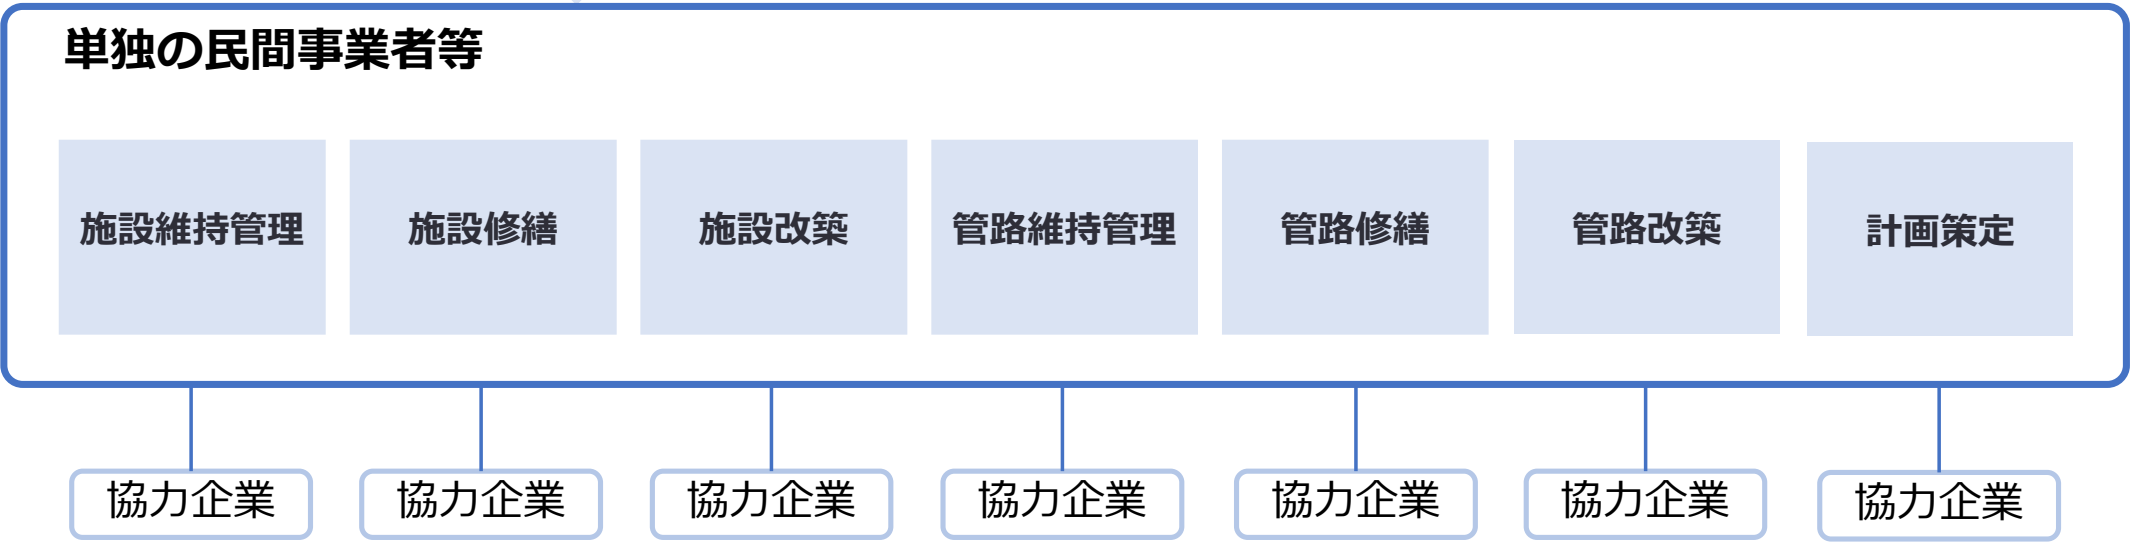 単独の民間事業者等
施設維持管理
施設修繕
施設改築
管路維持管理
管路修繕
管路改築
計画策定
協力企業
協力企業
協力企業
協力企業
協力企業
協力企業
協力企業